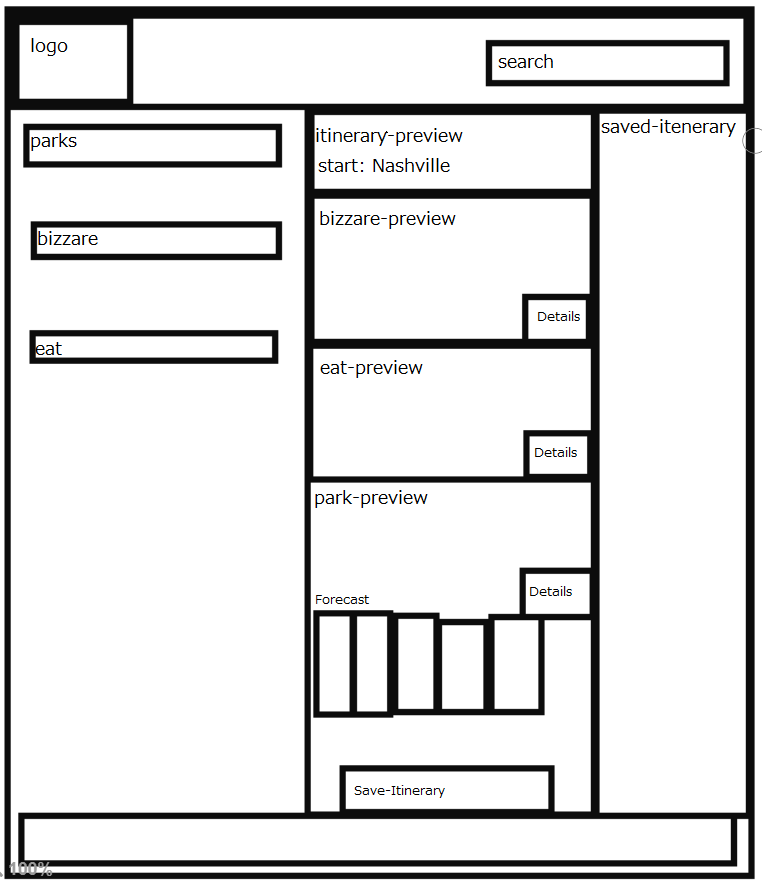 logo
search
parks
bizzare
eat
itinerary-preview
start: Nashville
bizzare-preview
Details
eat-preview
Details
park-preview
Details
Forecast
Save-Itinerary
saved-itenerary
100%